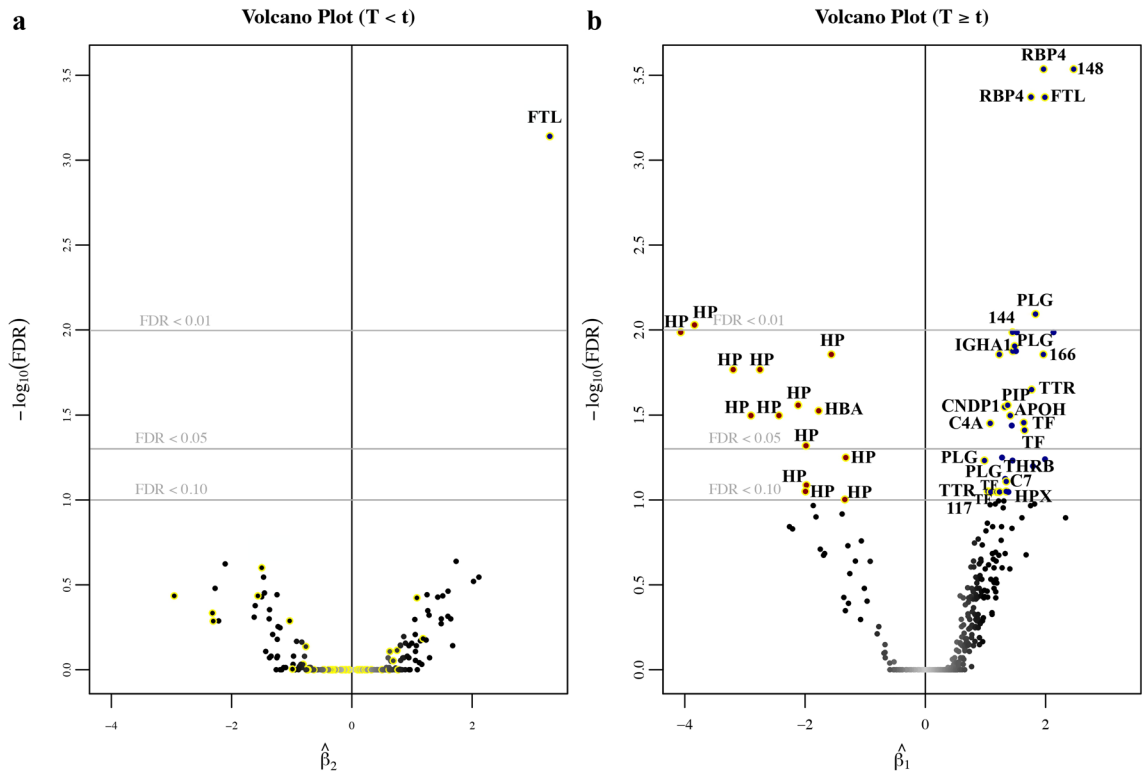 a
Volcano Plot (T < t)
FTL
FDR < 0.01
FDR < 0.05
FDR < 0.10
0.0
0.5
1.0
1.5
2.0
2.5
3.0
3.5
−4
−2
0
2
− log10(FDR)
β̂2
b
Volcano Plot (T ≥ t)
RBP4
148
RBP4
FTL
PLG
HP
HP
FDR < 0.01
144
HP
IGHA1
PLG
166
HP
HP
TTR
HP
PIP
CNDP1
HP
HP
HBA
APOH
C4A
TF
HP
FDR < 0.05
TF
HP
PLG
THRB
PLG
C7
HP
TF
HP
HP
FDR < 0.10
TTR
TF
HPX
117
0.0
0.5
1.0
1.5
2.0
2.5
3.0
3.5
−4
−2
0
2
− log10(FDR)
β̂1